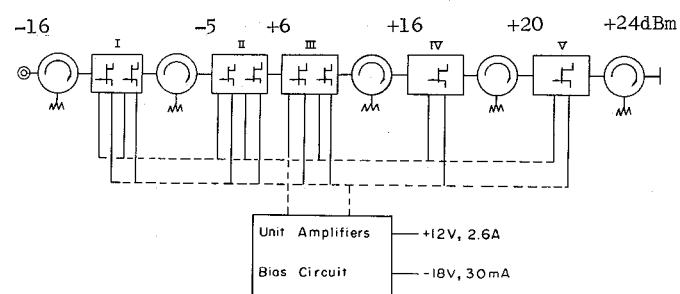 -16 -5 +6 +16 +20 +24dBm
I II III IV V
Unit Amplifiers
+12V, 2.6A
Bias Circuit
-18V, 30mA